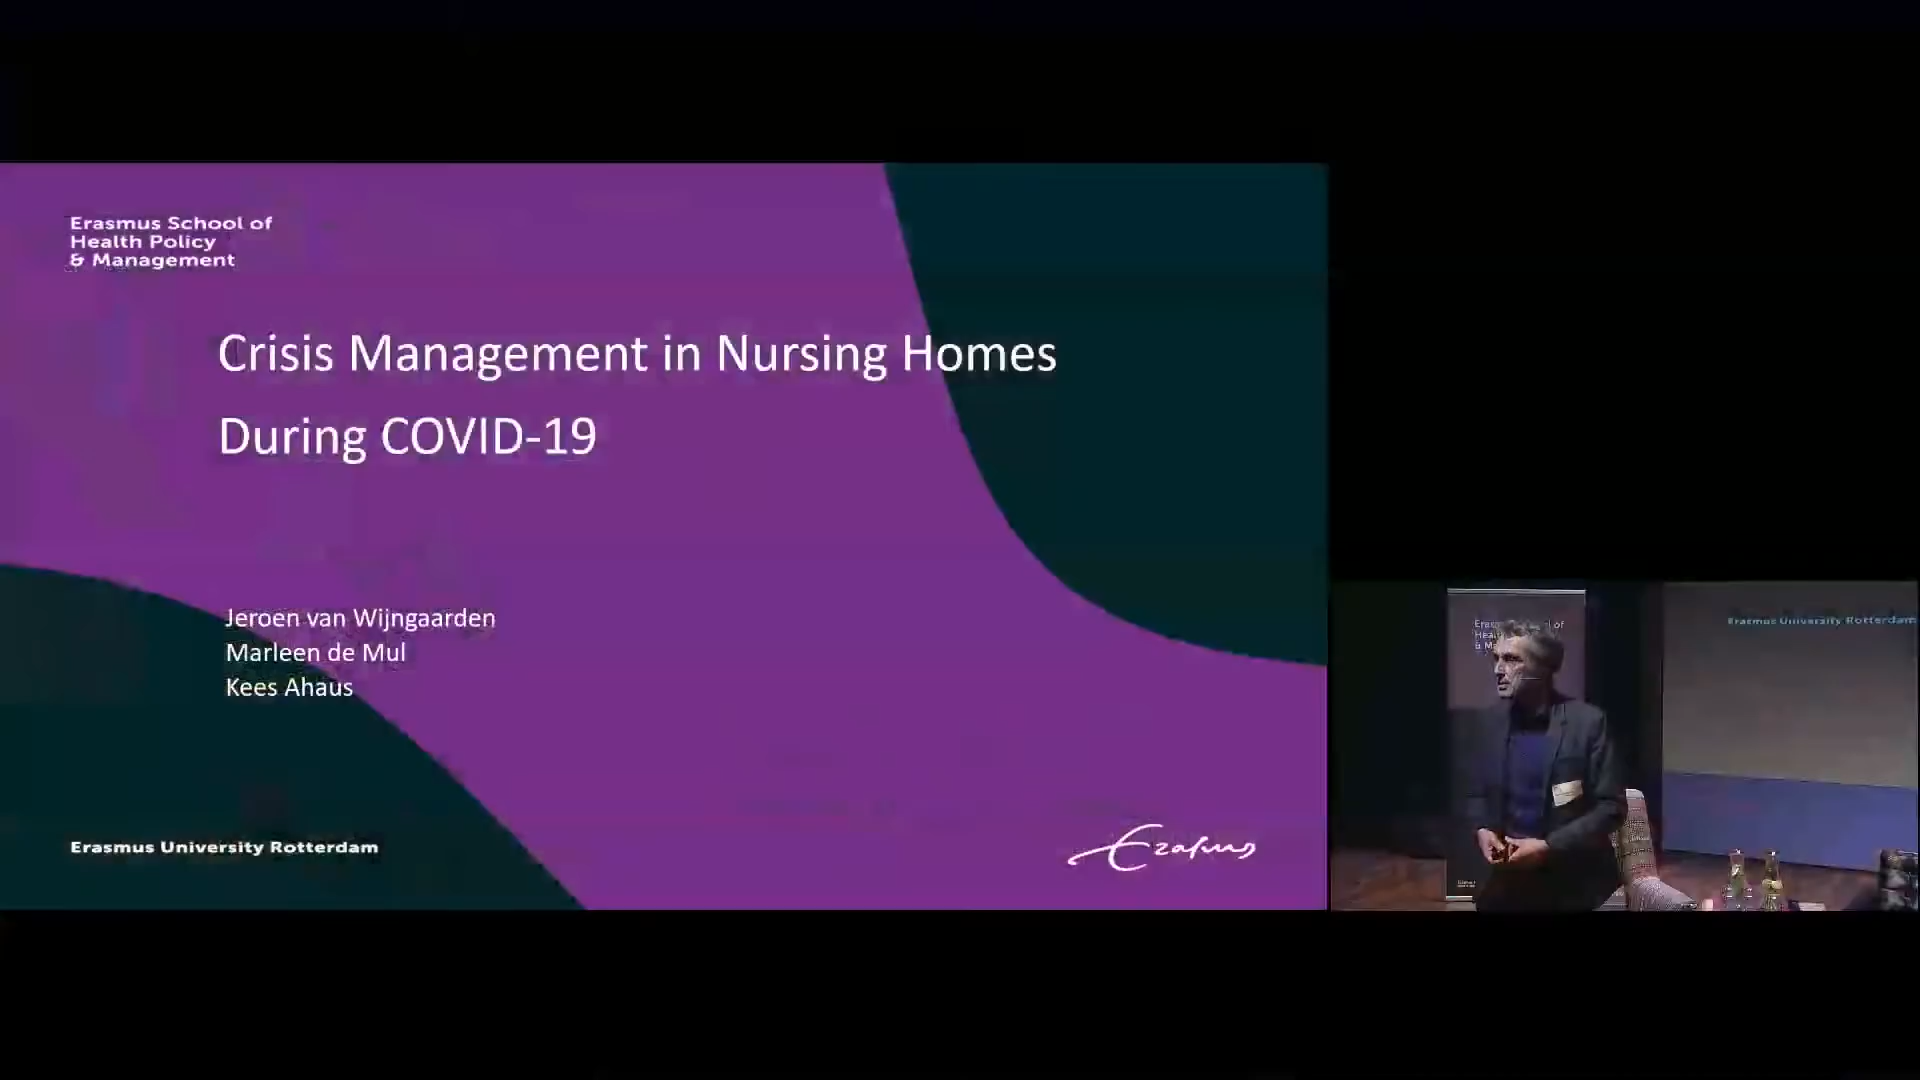 Erasmus School of
Health Policy
& Management
Crisis Management in Nursing Homes
During COVID-19
Jeroen van Wijngaarden
Marleen de Mul
Kees Ahaus
Erasmus University Rotterdam
Erasmus
Erasmus University Rotterdam